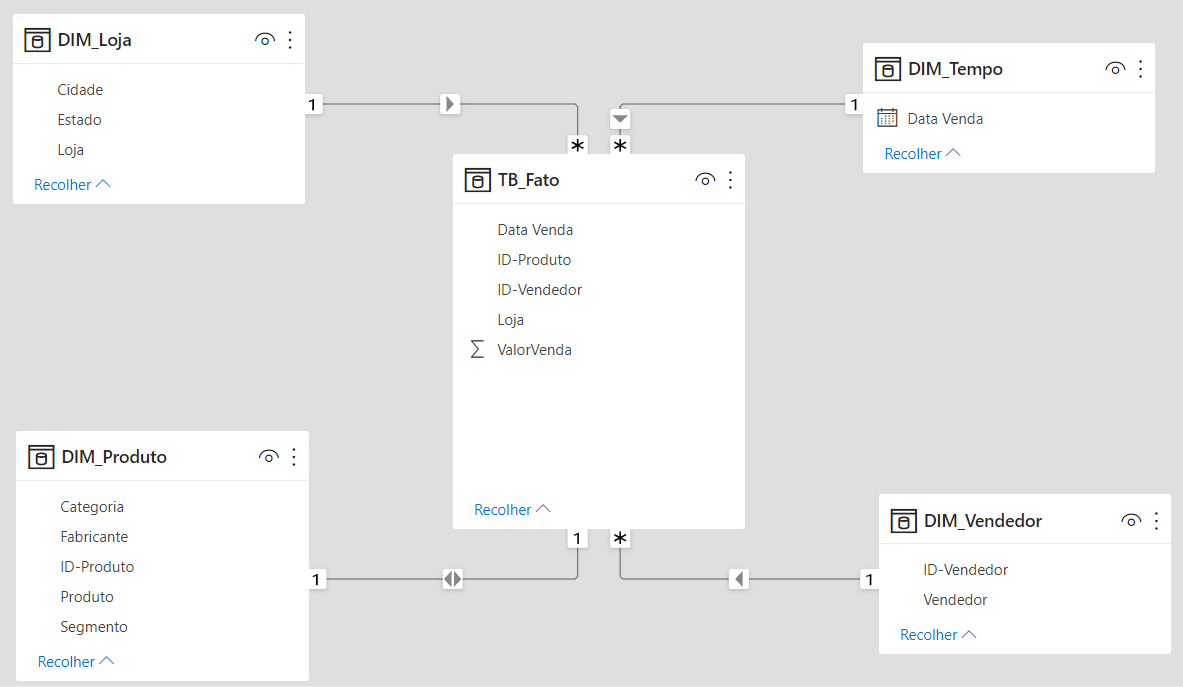 DIM_Loja
Cidade
Estado
Loja
Recolher
1
*
DIM_Tempo
Data Venda
Recolher
1
*
TB_Fato
Data Venda
ID-Produto
ID-Vendedor
Loja
ValorVenda
Recolher
1
*
DIM_Produto
Categoria
Fabricante
ID-Produto
Produto
Segmento
Recolher
1
DIM_Vendedor
ID-Vendedor
Vendedor
Recolher
1